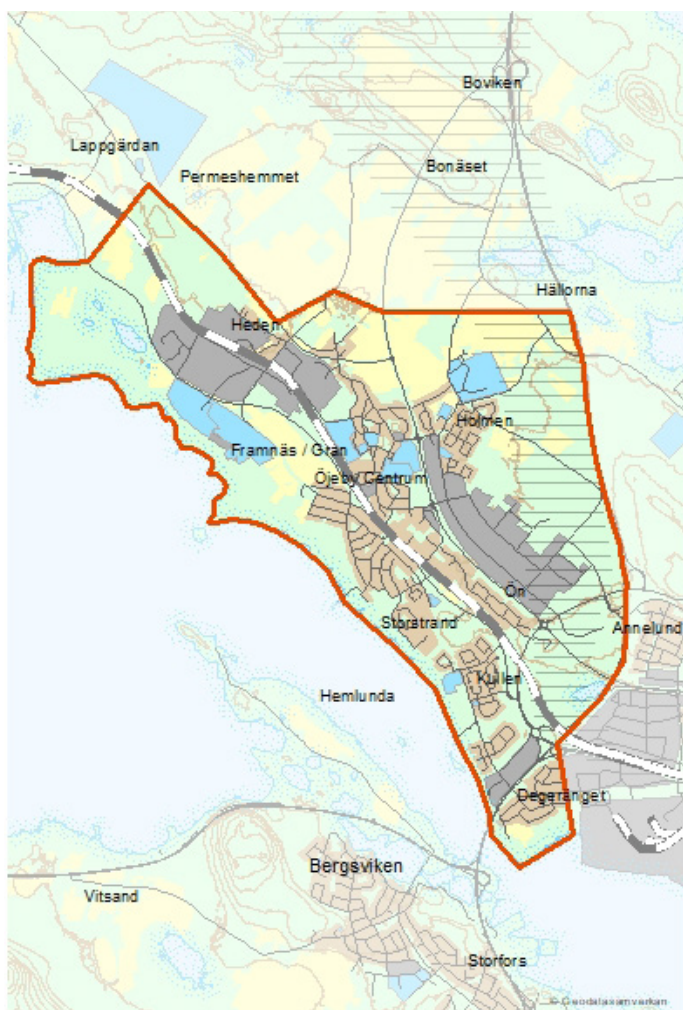 Boviken
Lappgärdan
Bonäset
Permeshemmet
Hällorna
Heden
Holmen
Framnäs / Gran
Öjeby Centrum
Ön
Storstrand
Annelund
Kullen
Hemlunda
Degeränget
Bergsviken
Vitsand
Storfors
© Geodatasamverkan